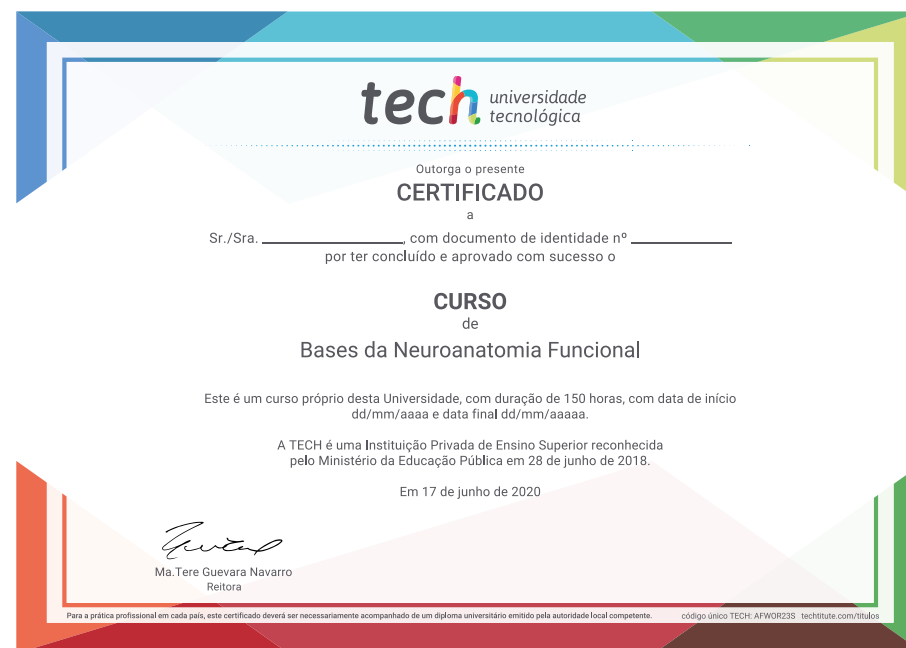 tech universidade
tecnológica
Outorga o presente
CERTIFICADO
a
Sr./Sra. ____________, com documento de identidade nº ____________
por ter concluído e aprovado com sucesso o
CURSO
de
Bases da Neuroanatomia Funcional
Este é um curso próprio desta Universidade, com duração de 150 horas, com data de início
dd/mm/aaaa e data final dd/mm/aaaaa.
A TECH é uma Instituição Privada de Ensino Superior reconhecida
pelo Ministério da Educação Pública em 28 de junho de 2018.
Em 17 de junho de 2020
Ma.Tere Guevara Navarro
Reitora
Para a prática profissional em cada país, este certificado deverá ser necessariamente acompanhado de um diploma universitário emitido pela autoridade local competente. código único TECH: AFWOR23S techtitute.com/títulos